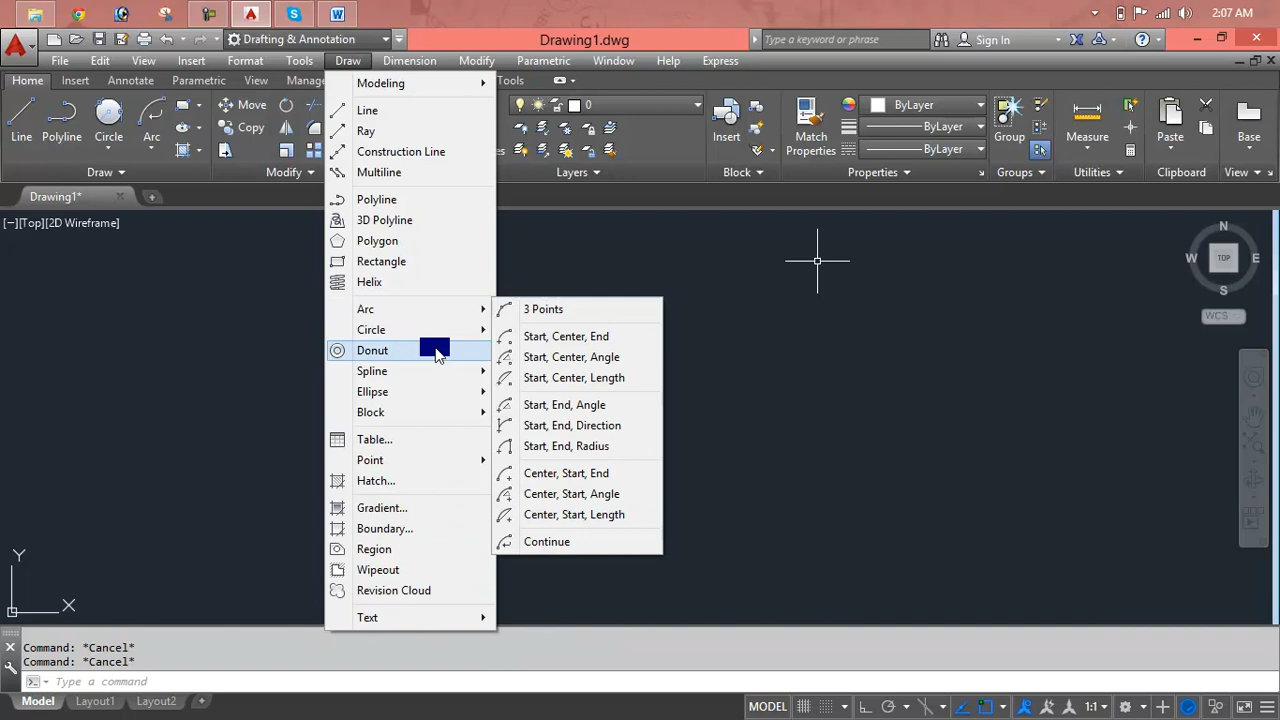 2:07 AM
Drafting & Annotation
Drawing1.dwg
Type a keyword or phrase
Sign In
File Edit View Insert Format Tools Draw Dimension Modify Parametric Window Help Express
Home Insert Annotate Parametric View Manage Tools
Line Polyline Circle Arc
Move
Copy
0
Insert
Match
Properties
ByLayer
ByLayer
ByLayer
Group
Measure
Paste
Base
Draw Modify Layers Block Properties Groups Utilities Clipboard View
Drawing1*
[−][Top][2D Wireframe]
Modeling
Line
Ray
Construction Line
Multiline
Polyline
3D Polyline
Polygon
Rectangle
Helix
Arc
Circle
Donut
Spline
Ellipse
Block
Table...
Point
Hatch...
Gradient...
Boundary...
Region
Wipeout
Revision Cloud
Text
3 Points
Start, Center, End
Start, Center, Angle
Start, Center, Length
Start, End, Angle
Start, End, Direction
Start, End, Radius
Center, Start, End
Center, Start, Angle
Center, Start, Length
Continue
N
W TOP E
S
WCS
Y
X
Command: *Cancel*
Command: *Cancel*
Type a command
Model Layout1 Layout2 +
MODEL
1:1